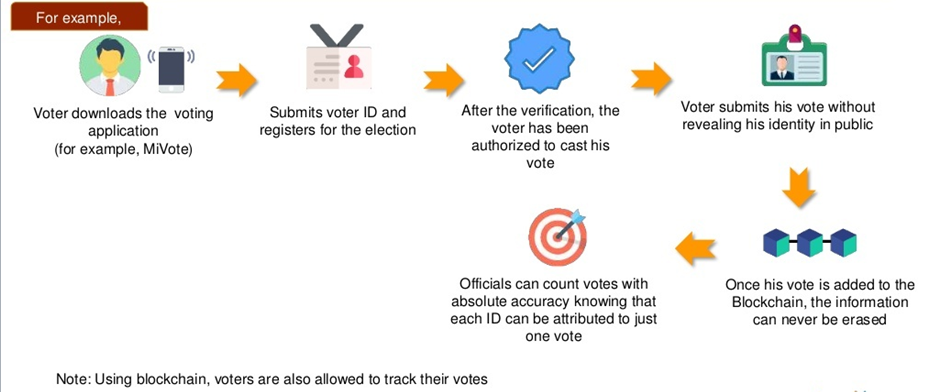 For example,
Voter downloads the voting
application
(for example, MiVote)
Submits voter ID and
registers for the election
After the verification, the
voter has been
authorized to cast his
vote
Voter submits his vote without
revealing his identity in public
Once his vote is added to the
Blockchain, the information
can never be erased
Officials can count votes with
absolute accuracy knowing that
each ID can be attributed to just
one vote
Note: Using blockchain, voters are also allowed to track their votes